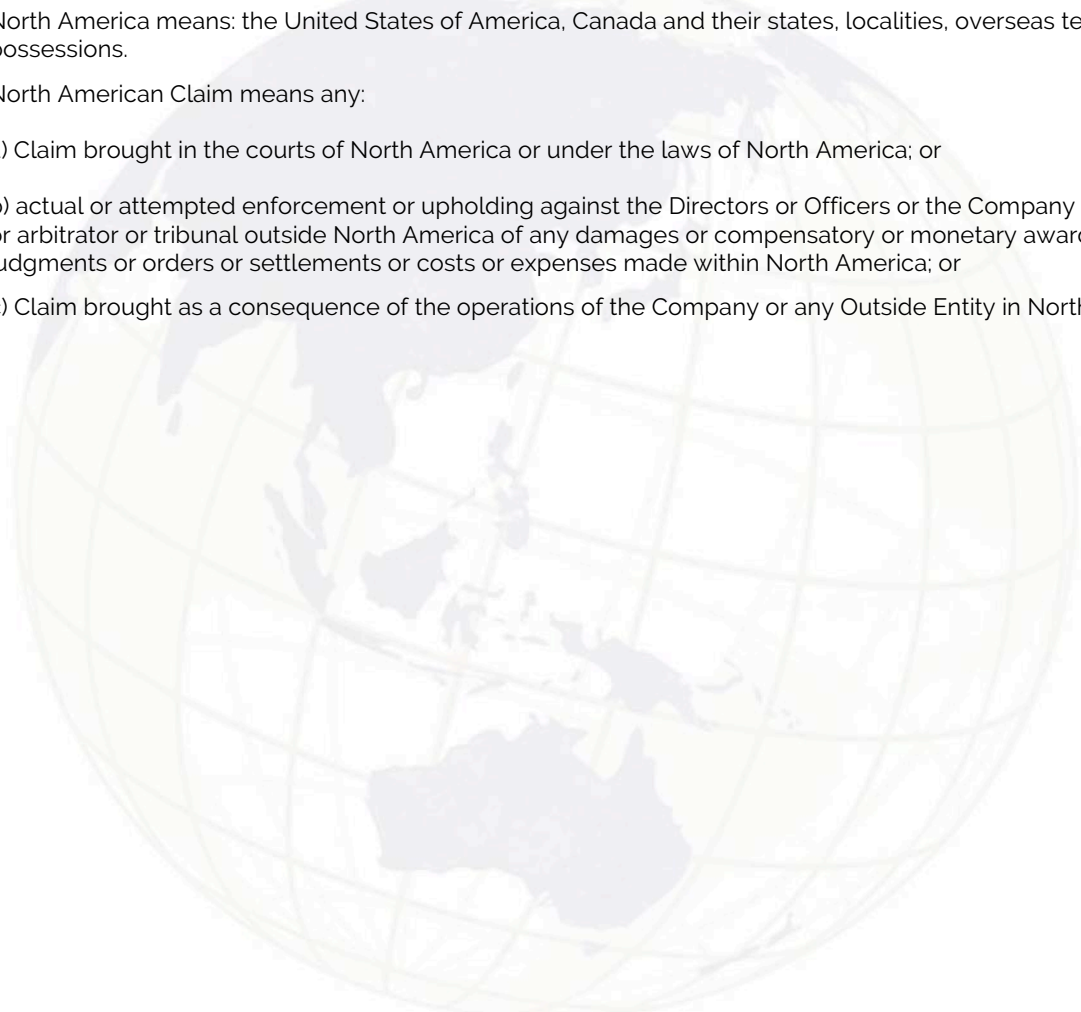 North America means: the United States of America, Canada and their states, localities, overseas te
possessions.
North American Claim means any:
) Claim brought in the courts of North America or under the laws of North America; or
b) actual or attempted enforcement or upholding against the Directors or Officers or the Company
or arbitrator or tribunal outside North America of any damages or compensatory or monetary award
judgments or orders or settlements or costs or expenses made within North America; or
c) Claim brought as a consequence of the operations of the Company or any Outside Entity in North